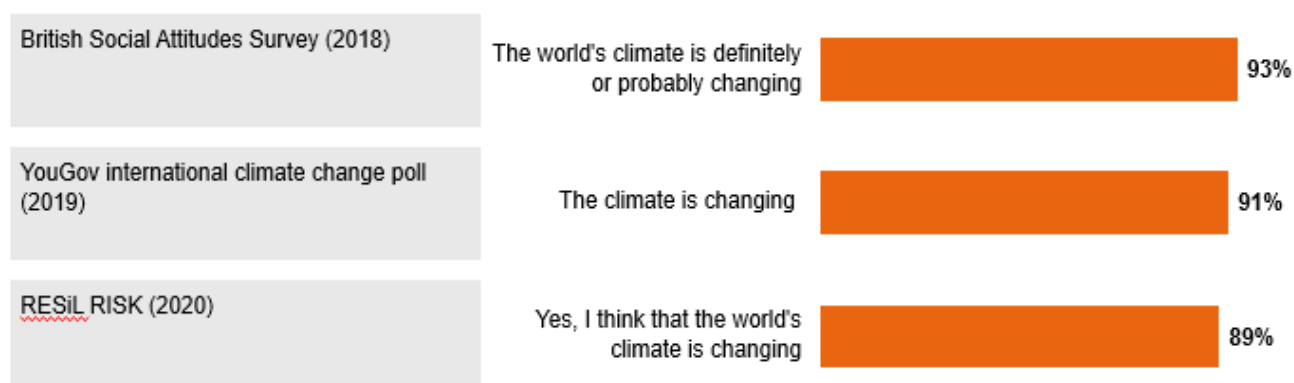 British Social Attitudes Survey (2018)
The world's climate is definitely
or probably changing
93%
YouGov international climate change poll
(2019)
The climate is changing
91%
RESiL RISK (2020)
Yes, I think that the world's
climate is changing
89%